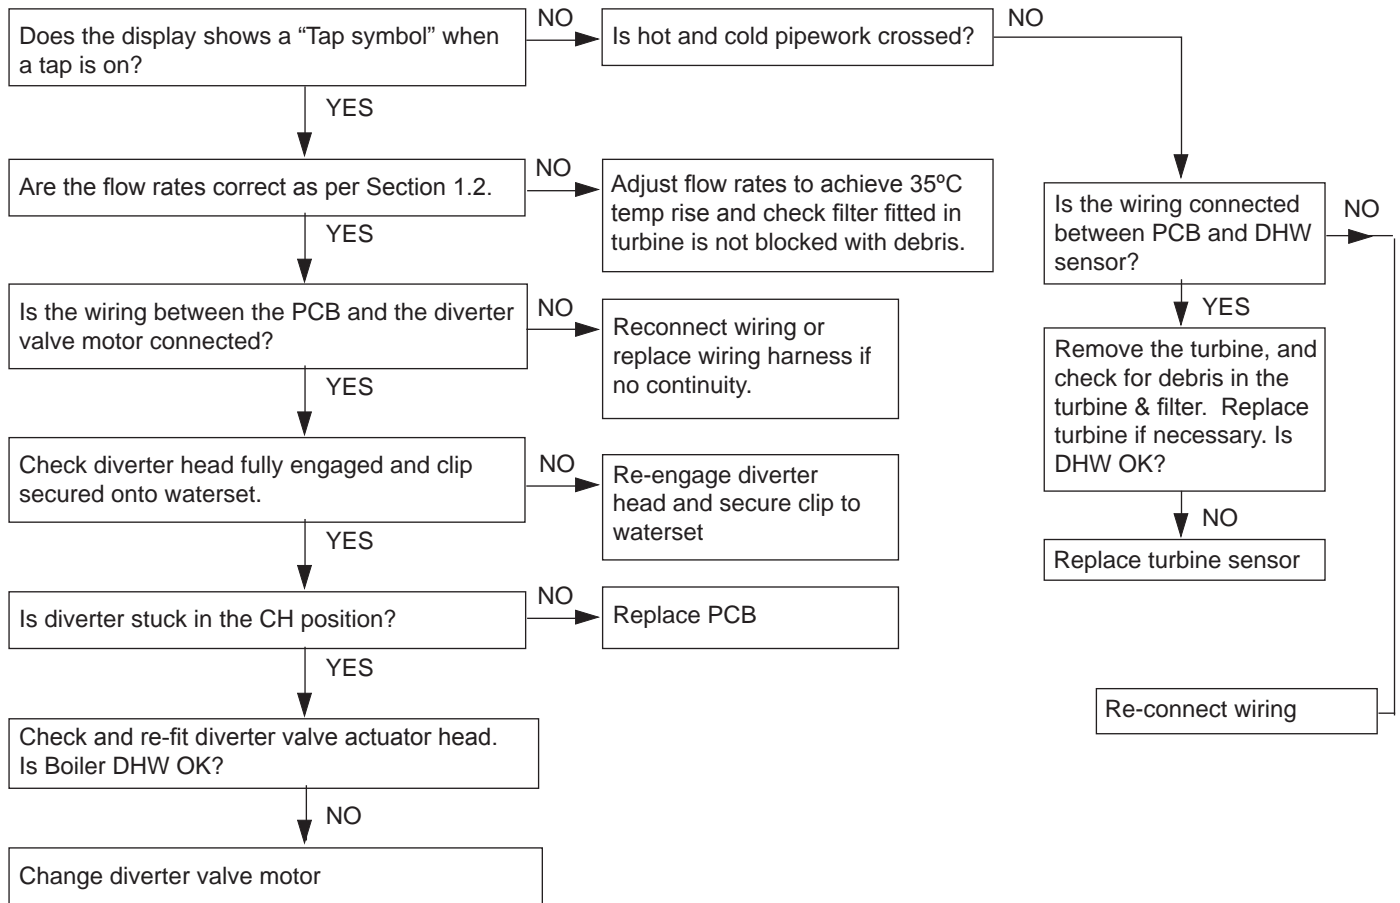 Does the display shows a “Tap symbol” when
a tap is on?
NO
Is hot and cold pipework crossed?
NO
YES
Are the flow rates correct as per Section 1.2.
NO
Adjust flow rates to achieve 35ºC
temp rise and check filter fitted in
turbine is not blocked with debris.
Is the wiring connected
between PCB and DHW
sensor?
NO
YES
YES
Is the wiring between the PCB and the diverter
valve motor connected?
NO
Reconnect wiring or
replace wiring harness if
no continuity.
Remove the turbine, and
check for debris in the
turbine & filter.  Replace
turbine if necessary. Is
DHW OK?
YES
Check diverter head fully engaged and clip
secured onto waterset.
NO
Re-engage diverter
head and secure clip to
waterset
NO
Replace turbine sensor
YES
Is diverter stuck in the CH position?
NO
Replace PCB
YES
Re-connect wiring
Check and re-fit diverter valve actuator head.
Is Boiler DHW OK?
NO
Change diverter valve motor